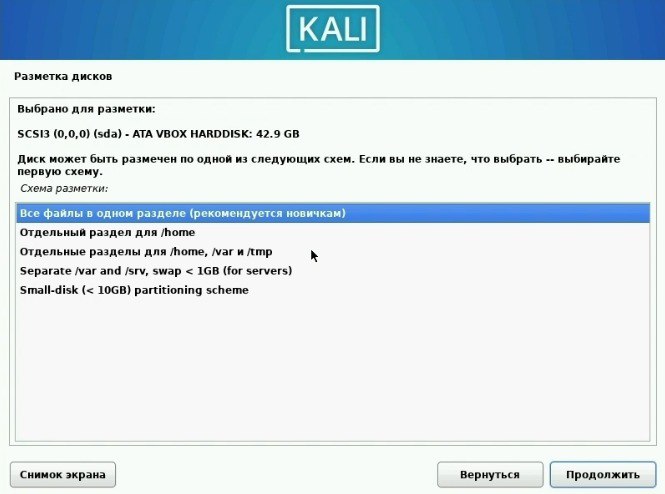 KALI
Разметка дисков
Выбрано для разметки:
SCSI3 (0,0,0) (sda) - ATA VBOX HARDDISK: 42.9 GB
Диск может быть размечен по одной из следующих схем. Если вы не знаете, что выбрать -- выбирайте
первую схему.
Схема разметки:
Все файлы в одном разделе (рекомендуется новичкам)
Отдельный раздел для /home
Отдельные разделы для /home, /var и /tmp
Separate /var and /srv, swap < 1GB (for servers)
Small-disk (< 10GB) partitioning scheme
Снимок экрана
Вернуться
Продолжить